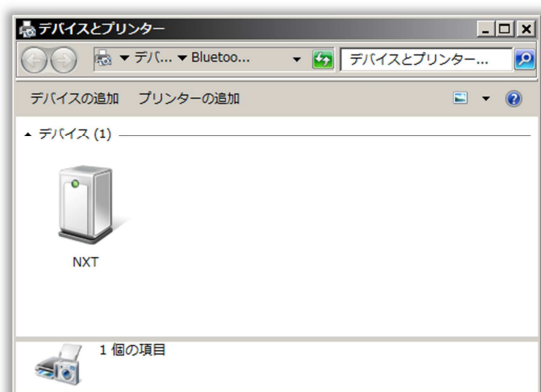 デバイスとプリンター
デバ... Bluetoo... デバイスとプリンター...
デバイスの追加 プリンターの追加
デバイス (1)
NXT
1 個の項目